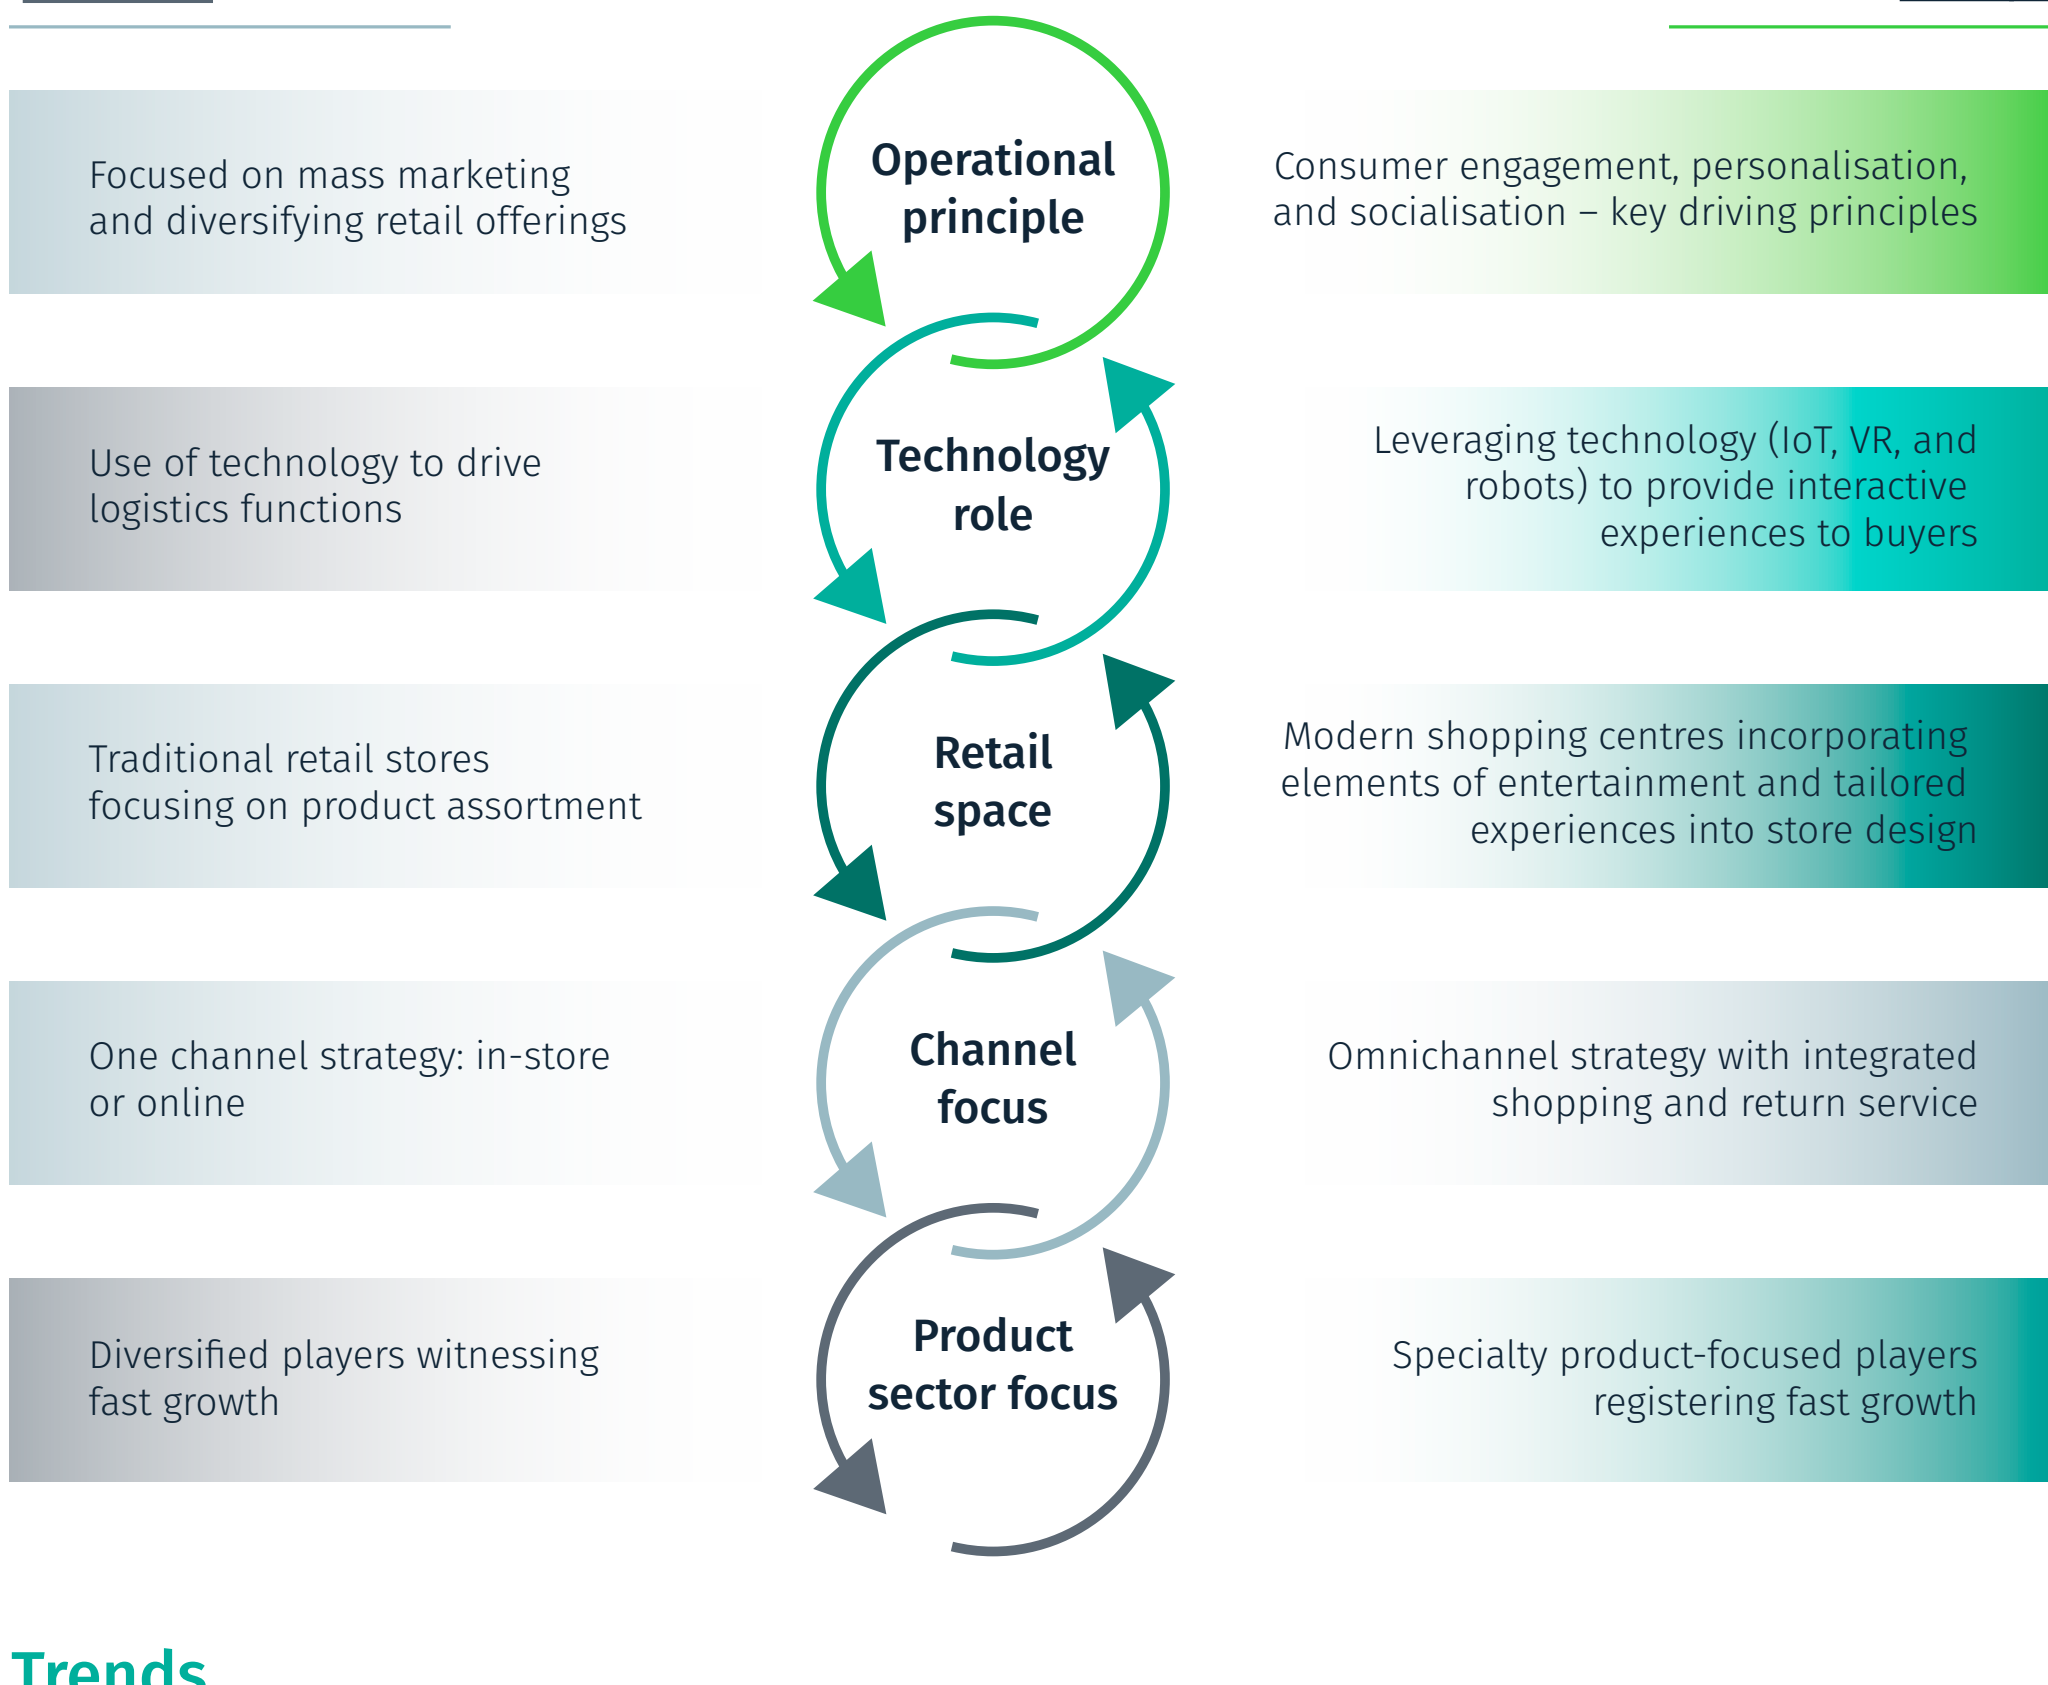 Focused on mass marketing
and diversifying retail offerings
Operational
principle
Consumer engagement, personalisation,
and socialisation – key driving principles
Use of technology to drive
logistics functions
Technology
role
Leveraging technology (IoT, VR, and
robots) to provide interactive
experiences to buyers
Traditional retail stores
focusing on product assortment
Retail
space
Modern shopping centres incorporating
elements of entertainment and tailored
experiences into store design
One channel strategy: in-store
or online
Channel
focus
Omnichannel strategy with integrated
shopping and return service
Diversified players witnessing
fast growth
Product
sector focus
Specialty product-focused players
registering fast growth
Trends